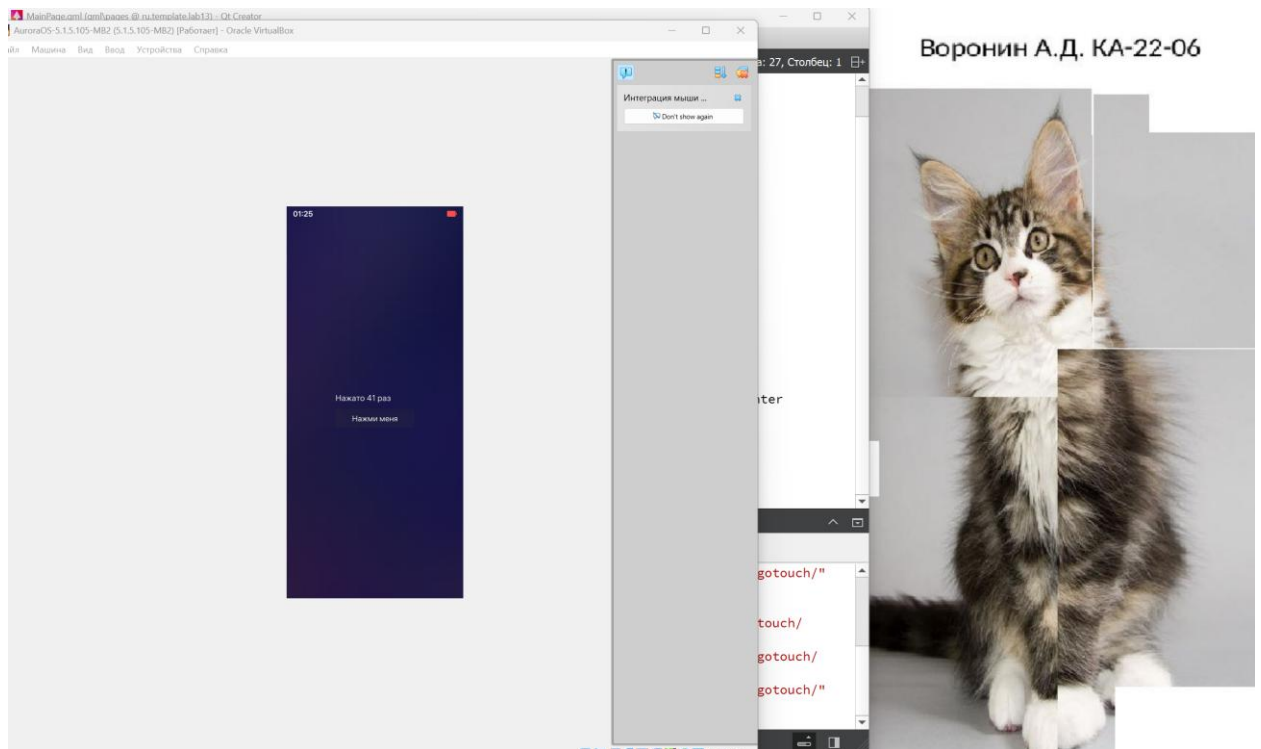 MainPage.qml (qml\pages @ ru.template.lab13) - Qt Creator
AuroraOS-5.1.5.105-MB2 (5.1.5.105-MB2) [Работает] - Oracle VirtualBox
Машина Вид Ввод Устройства Справка
27, Столбец: 1
Воронин А.Д. КА-22-06
Интеграция мыши ...
Don't show again
01:25
Нажато 41 раз
Нажми меня
nter
gotouch/"
touch/
gotouch/
gotouch/"